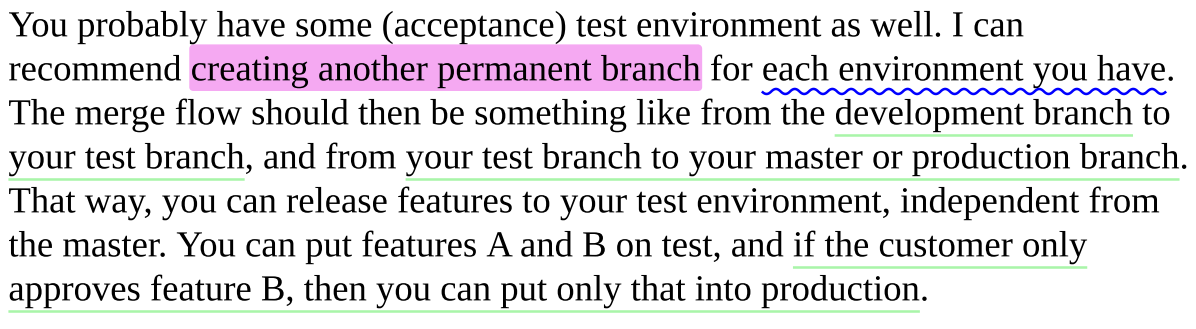 You probably have some (acceptance) test environment as well. I can
recommend creating another permanent branch for each environment you have.
The merge flow should then be something like from the development branch to
your test branch, and from your test branch to your master or production branch.
That way, you can release features to your test environment, independent from
the master. You can put features A and B on test, and if the customer only
approves feature B, then you can put only that into production.